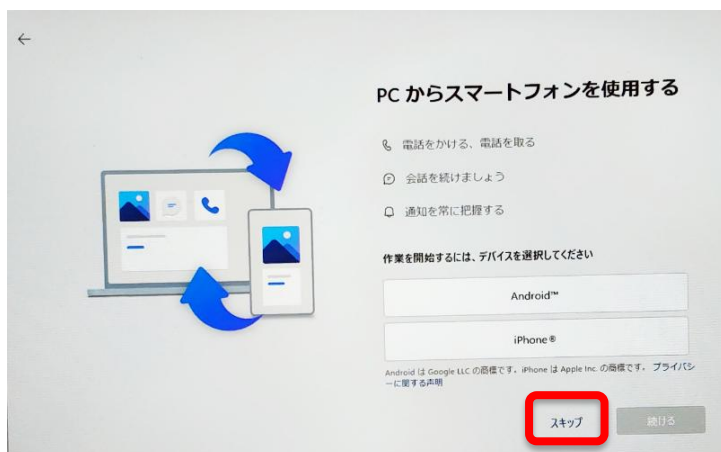 PC からスマートフォンを使用する
電話をかける、電話を取る
会話を続けましょう
通知を常に把握する
作業を開始するには、デバイスを選択してください
Android™
iPhone®
Android は Google LLC の商標です。iPhone は Apple Inc. の商標です。 プライバシ
ーに関する声明
スキップ
続ける